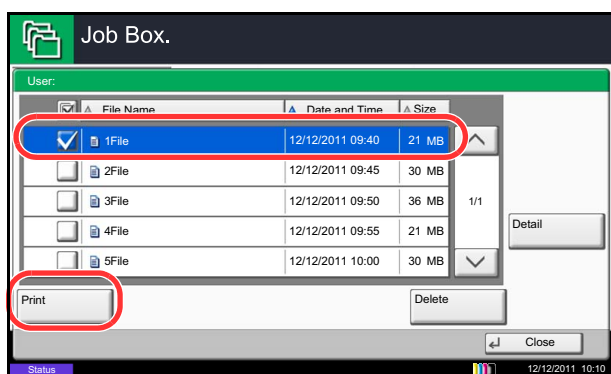 Job Box.
User:
File Name Date and Time Size
1File 12/12/2011 09:40 21 MB
2File 12/12/2011 09:45 30 MB
3File 12/12/2011 09:50 36 MB
1/1
4File 12/12/2011 09:55 21 MB
Detail
5File 12/12/2011 10:00 30 MB
Print Delete
Close
Status 12/12/2011 10:10